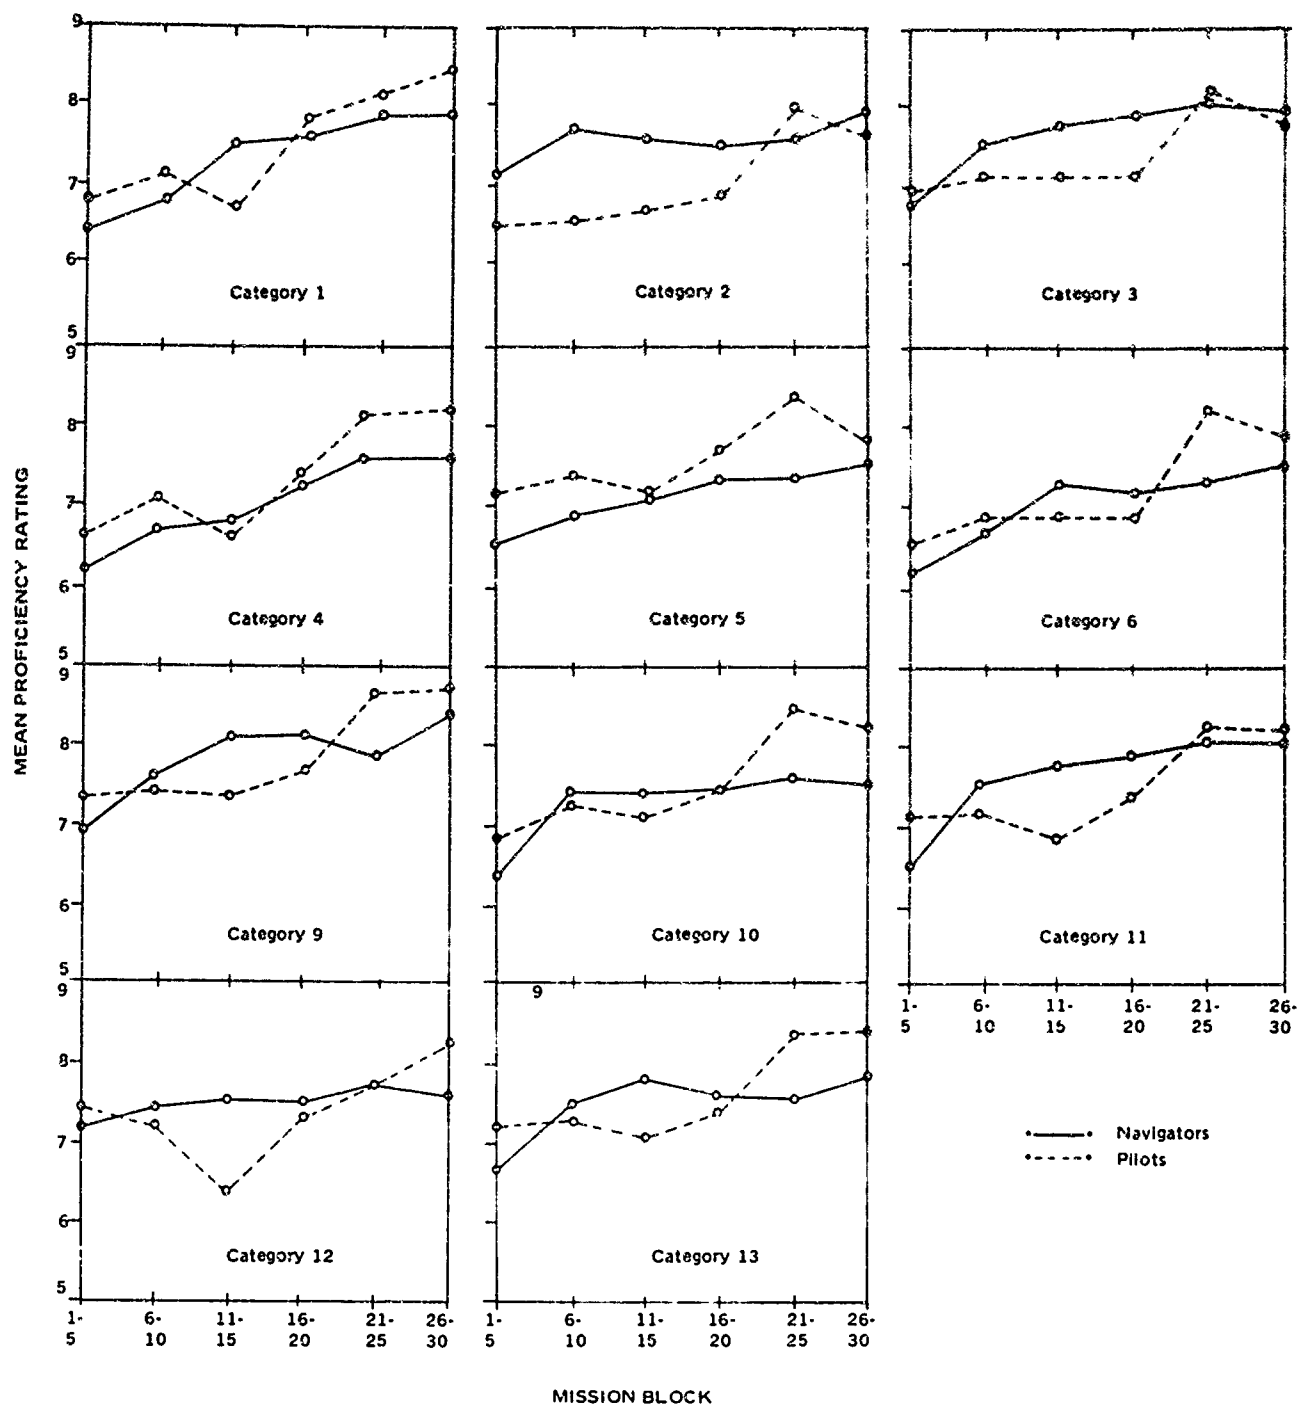 MEAN PROFICIENCY RATING
9
8
7
6
5
Category 1
Category 2
Category 3
9
8
7
6
5
Category 4
Category 5
Category 6
9
8
7
6
5
Category 9
Category 10
Category 11
1- 6- 11- 16- 21- 26-
5 10 15 20 25 30
9
8
7
6
5
9
Category 12
Category 13
Navigators
Pilots
1- 6- 11- 16- 21- 26-
5 10 15 20 25 30
1- 6- 11- 16- 21- 26-
5 10 15 20 25 30
MISSION BLOCK